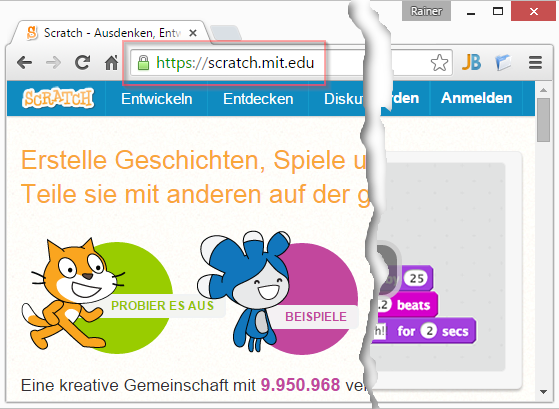 Rainer
Scratch - Ausdenken, Entw
https://scratch.mit.edu
JB
SCRATCH Entwickeln Entdecken Disku rden Anmelden
Erstelle Geschichten, Spiele u
Teile sie mit anderen auf der g
25
PROBIER ES AUS
.2 beats
BEISPIELE
h! for 2 secs
Eine kreative Gemeinschaft mit 9.950.968 ve